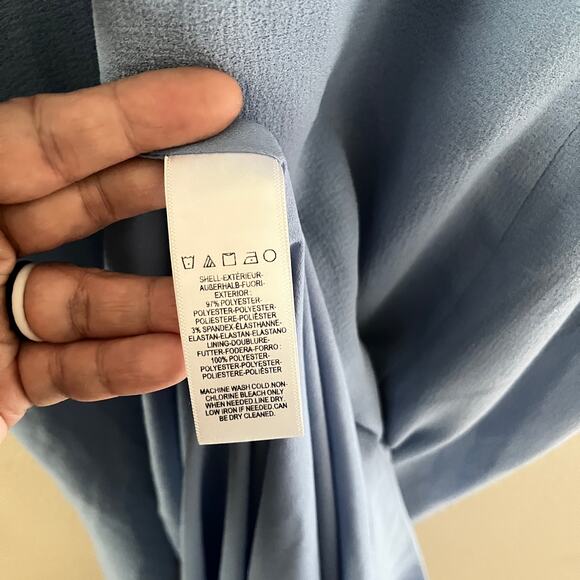 SHELL-EXTÉRIEUR-
AUßERHALB-FUORI-
EXTERIOR :
97% POLYESTER-
POLYESTER-POLYESTER-
POLIESTERE-POLIÉSTER
3% SPANDEX-ÉLASTHANNE-
ELASTAN-ELASTAN-ELASTANO
LINING-DOUBLURE-
FUTTER-FODERA-FORRO :
100% POLYESTER-
POLYESTER-POLYESTER-
POLIESTERE-POLIÉSTER
MACHINE WASH COLD.NON-
CHLORINE BLEACH ONLY
WHEN NEEDED.LINE DRY.
LOW IRON IF NEEDED.CAN
BE DRY CLEANED.